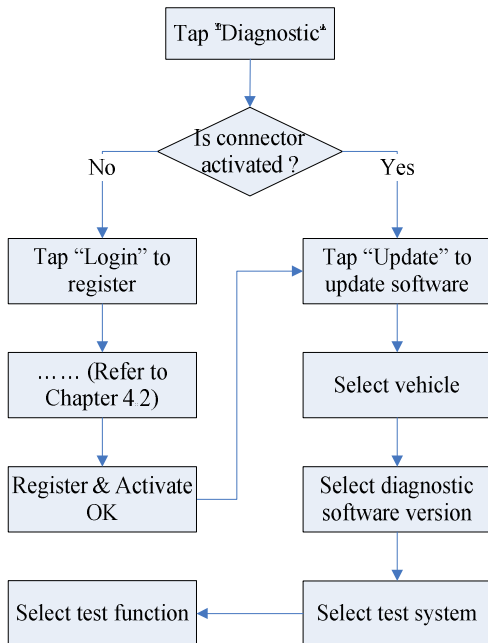 Tap "Diagnostic"
Is connector
activated ?
No
Yes
Tap “Login” to
register
Tap “Update” to
update software
…… (Refer to
Chapter 4.2)
Select vehicle
Register & Activate
OK
Select diagnostic
software version
Select test function
Select test system